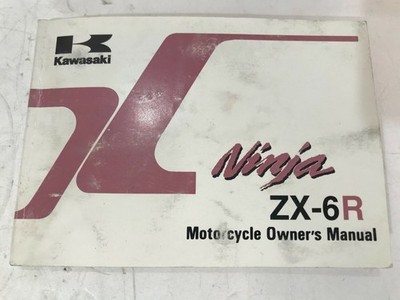 Kawasaki
Ninja
ZX-6R
Motorcycle Owner's Manual